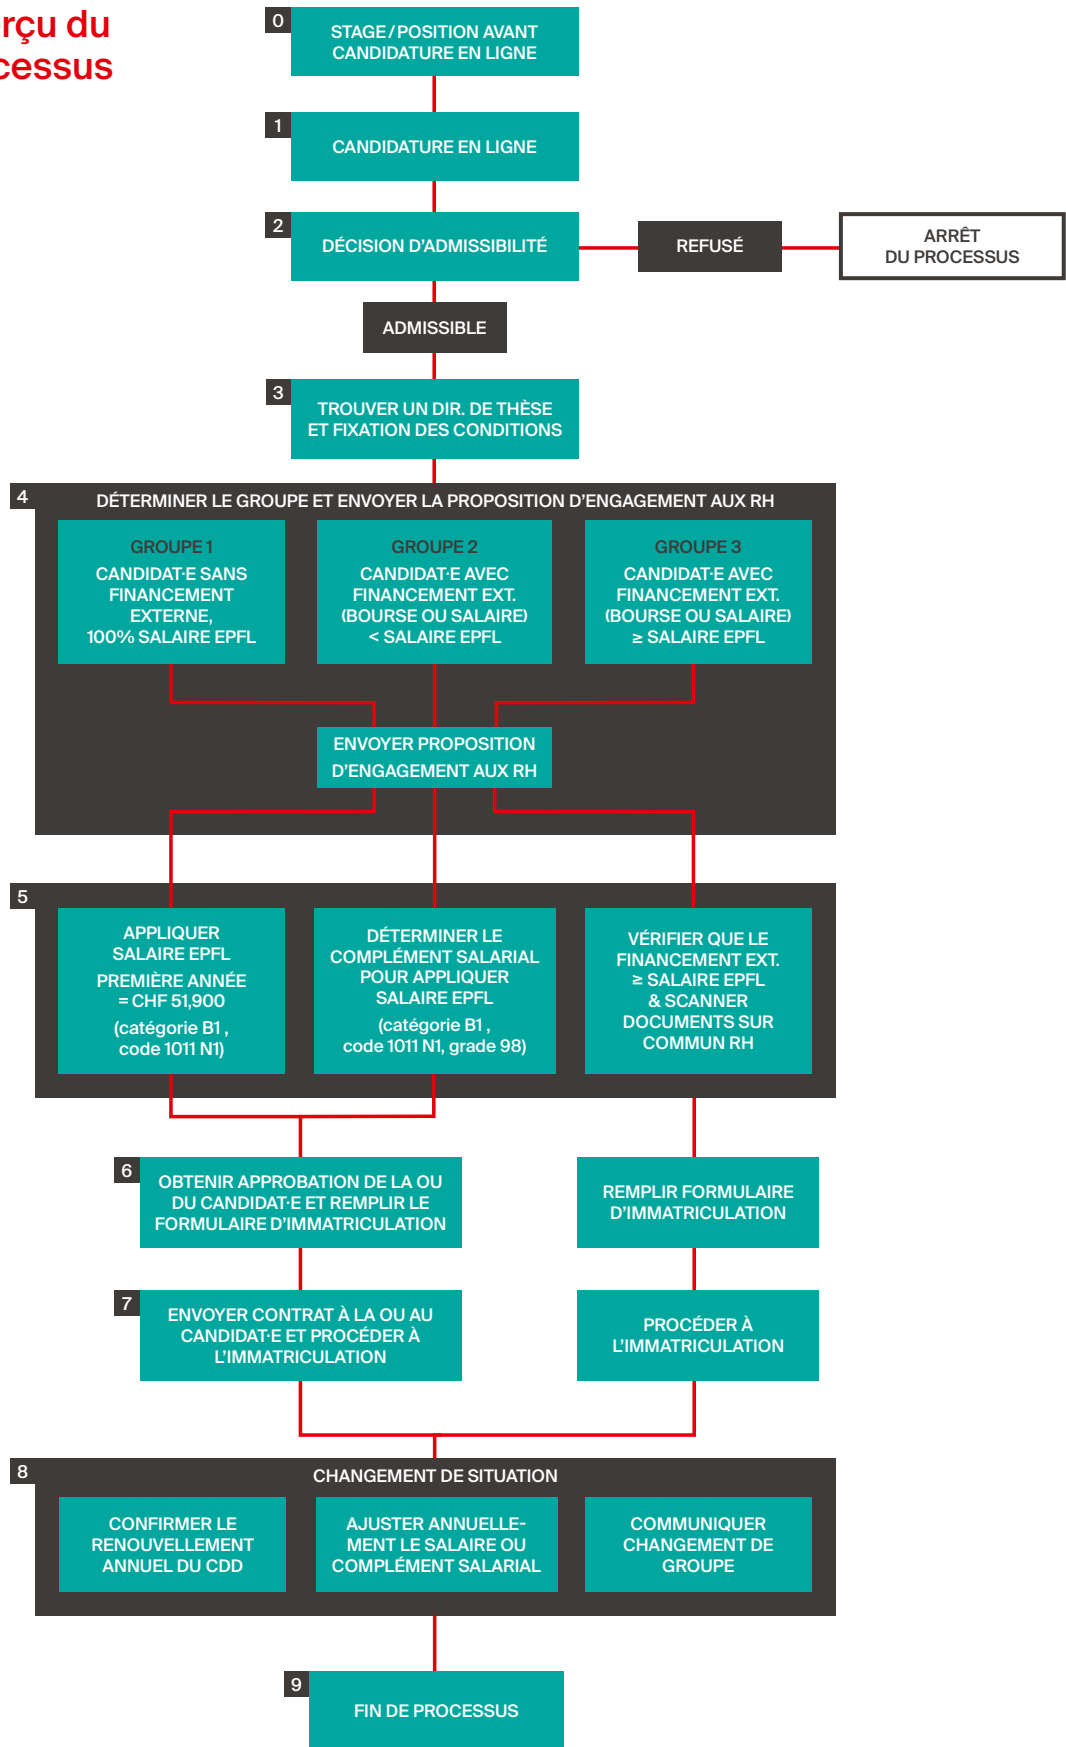 rçu du
cessus
0
STAGE/POSITION AVANT
CANDIDATURE EN LIGNE
1
CANDIDATURE EN LIGNE
2
DÉCISION D'ADMISSIBILITÉ
REFUSÉ
ARRÊT
DU PROCESSUS
ADMISSIBLE
3
TROUVER UN DIR. DE THÈSE
ET FIXATION DES CONDITIONS
4
DÉTERMINER LE GROUPE ET ENVOYER LA PROPOSITION D'ENGAGEMENT AUX RH
GROUPE 1
CANDIDAT·E SANS
FINANCEMENT
EXTERNE,
100% SALAIRE EPFL
GROUPE 2
CANDIDAT·E AVEC
FINANCEMENT EXT.
(BOURSE OU SALAIRE)
< SALAIRE EPFL
GROUPE 3
CANDIDAT·E AVEC
FINANCEMENT EXT.
(BOURSE OU SALAIRE)
≥ SALAIRE EPFL
ENVOYER PROPOSITION
D'ENGAGEMENT AUX RH
5
APPLIQUER
SALAIRE EPFL
PREMIÈRE ANNÉE
= CHF 51,900
(catégorie B1 ,
code 1011 N1)
DÉTERMINER LE
COMPLÉMENT SALARIAL
POUR APPLIQUER
SALAIRE EPFL
(catégorie B1 ,
code 1011 N1, grade 98)
VÉRIFIER QUE LE
FINANCEMENT EXT.
≥ SALAIRE EPFL
& SCANNER
DOCUMENTS SUR
COMMUN RH
6
OBTENIR APPROBATION DE LA OU
DU CANDIDAT·E ET REMPLIR LE
FORMULAIRE D'IMMATRICULATION
REMPLIR FORMULAIRE
D'IMMATRICULATION
7
ENVOYER CONTRAT À LA OU AU
CANDIDAT·E ET PROCÉDER À
L'IMMATRICULATION
PROCÉDER À
L'IMMATRICULATION
8
CHANGEMENT DE SITUATION
CONFIRMER LE
RENOUVELLEMENT
ANNUEL DU CDD
AJUSTER ANNUELLE-
MENT LE SALAIRE OU
COMPLÉMENT SALARIAL
COMMUNIQUER
CHANGEMENT DE
GROUPE
9
FIN DE PROCESSUS